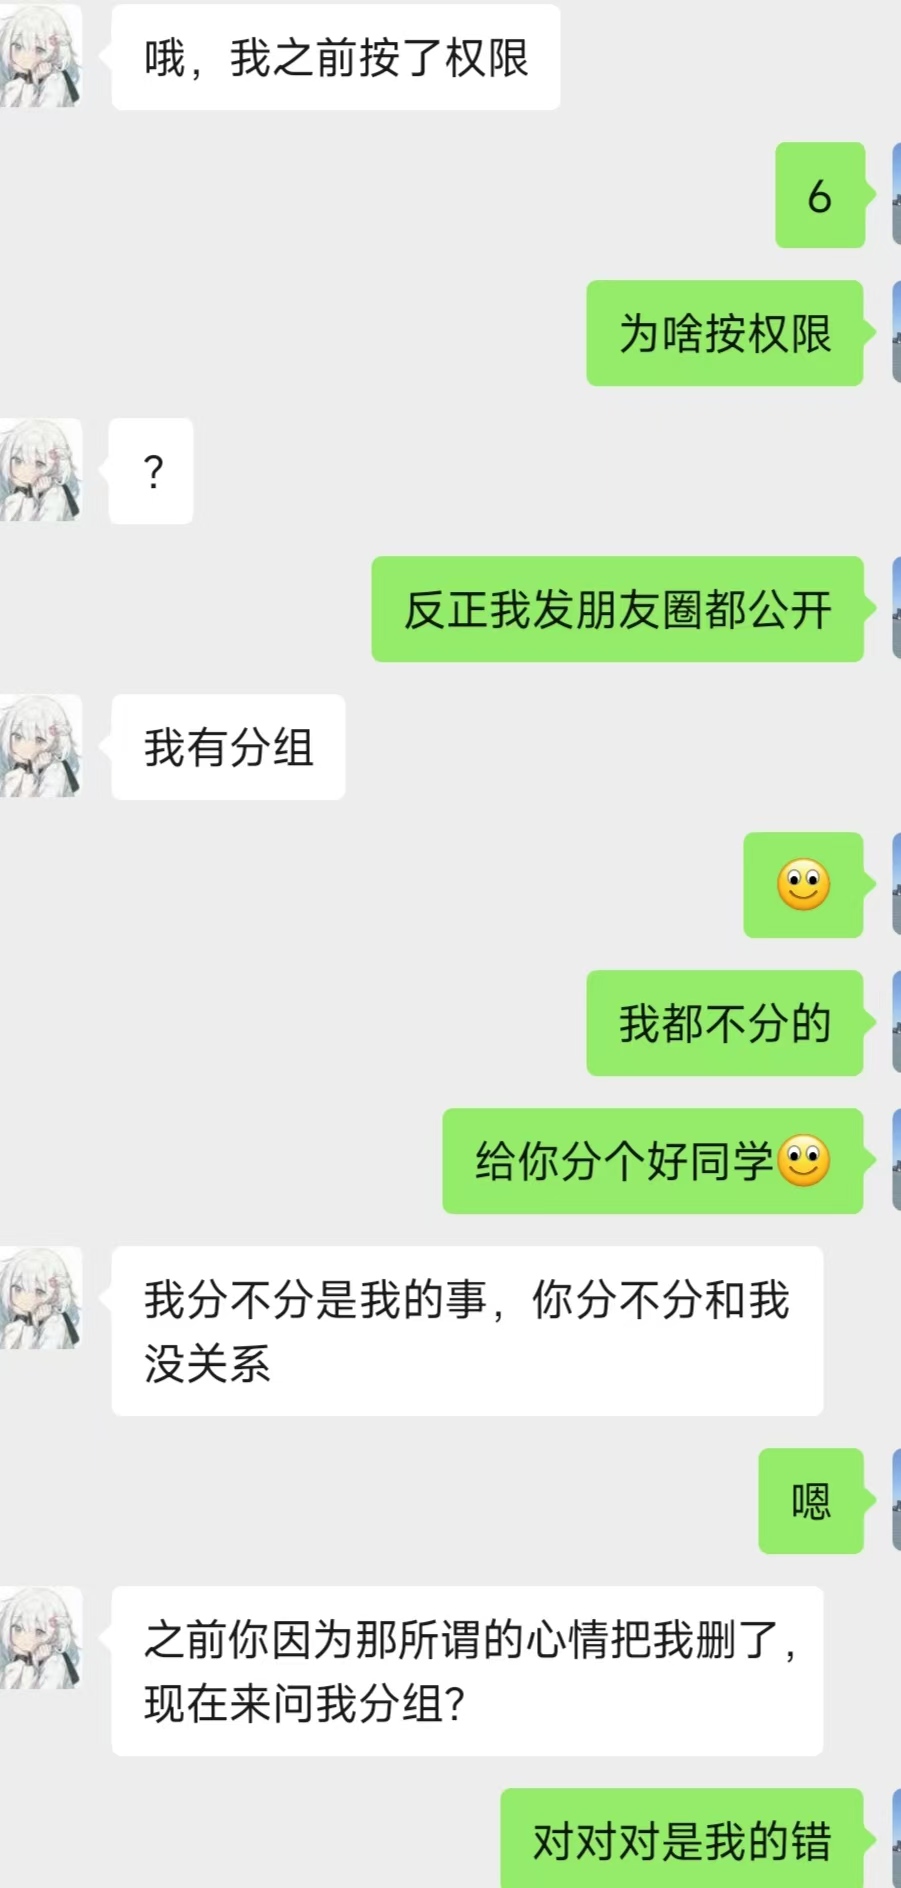 哦，我之前按了权限
6
为啥按权限
？
反正我发朋友圈都公开
我有分组
我都不分的
给你分个好同学
我分不分是我的事，你分不分和我
没关系
嗯
之前你因为那所谓的心情把我删了，
现在来问我分组？
对对对是我的错